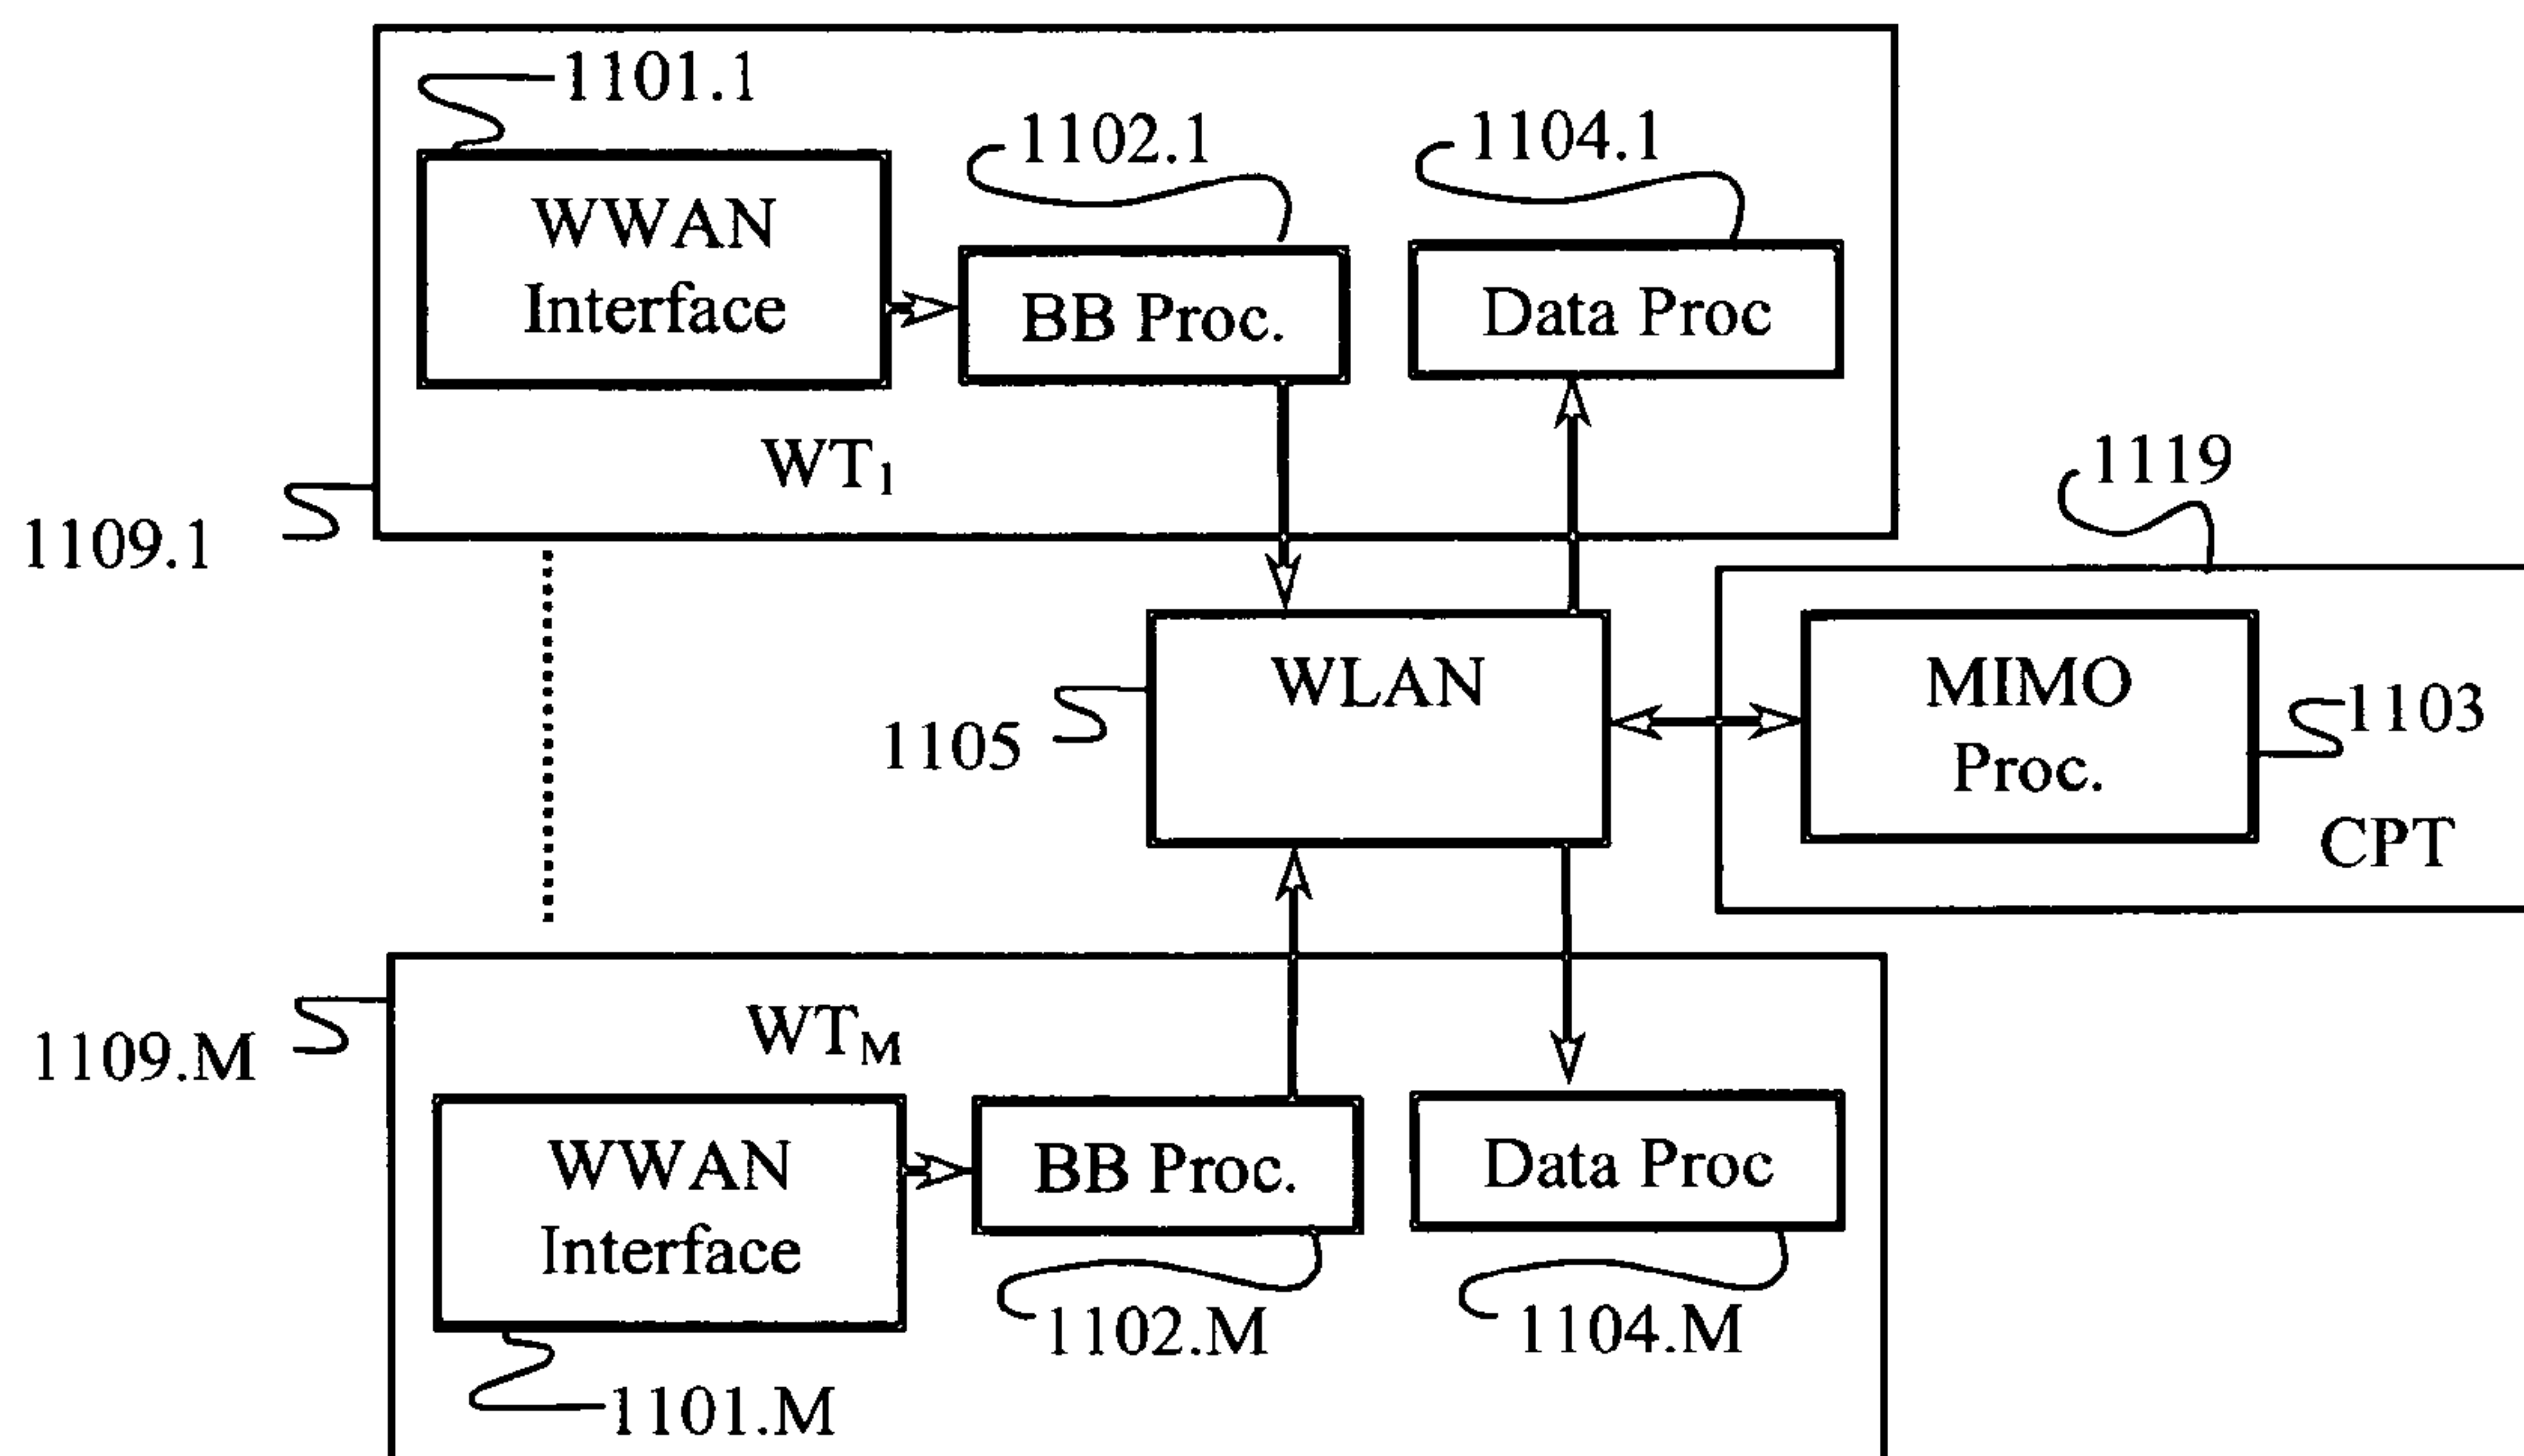 1101.1
1102.1
1104.1
WWAN
Interface
BB Proc.
Data Proc
WT1
1109.1
1119
WLAN
MIMO
Proc.
1103
1105
CPT
WTM
1109.M
WWAN
Interface
BB Proc.
Data Proc
1102.M
1104.M
1101.M